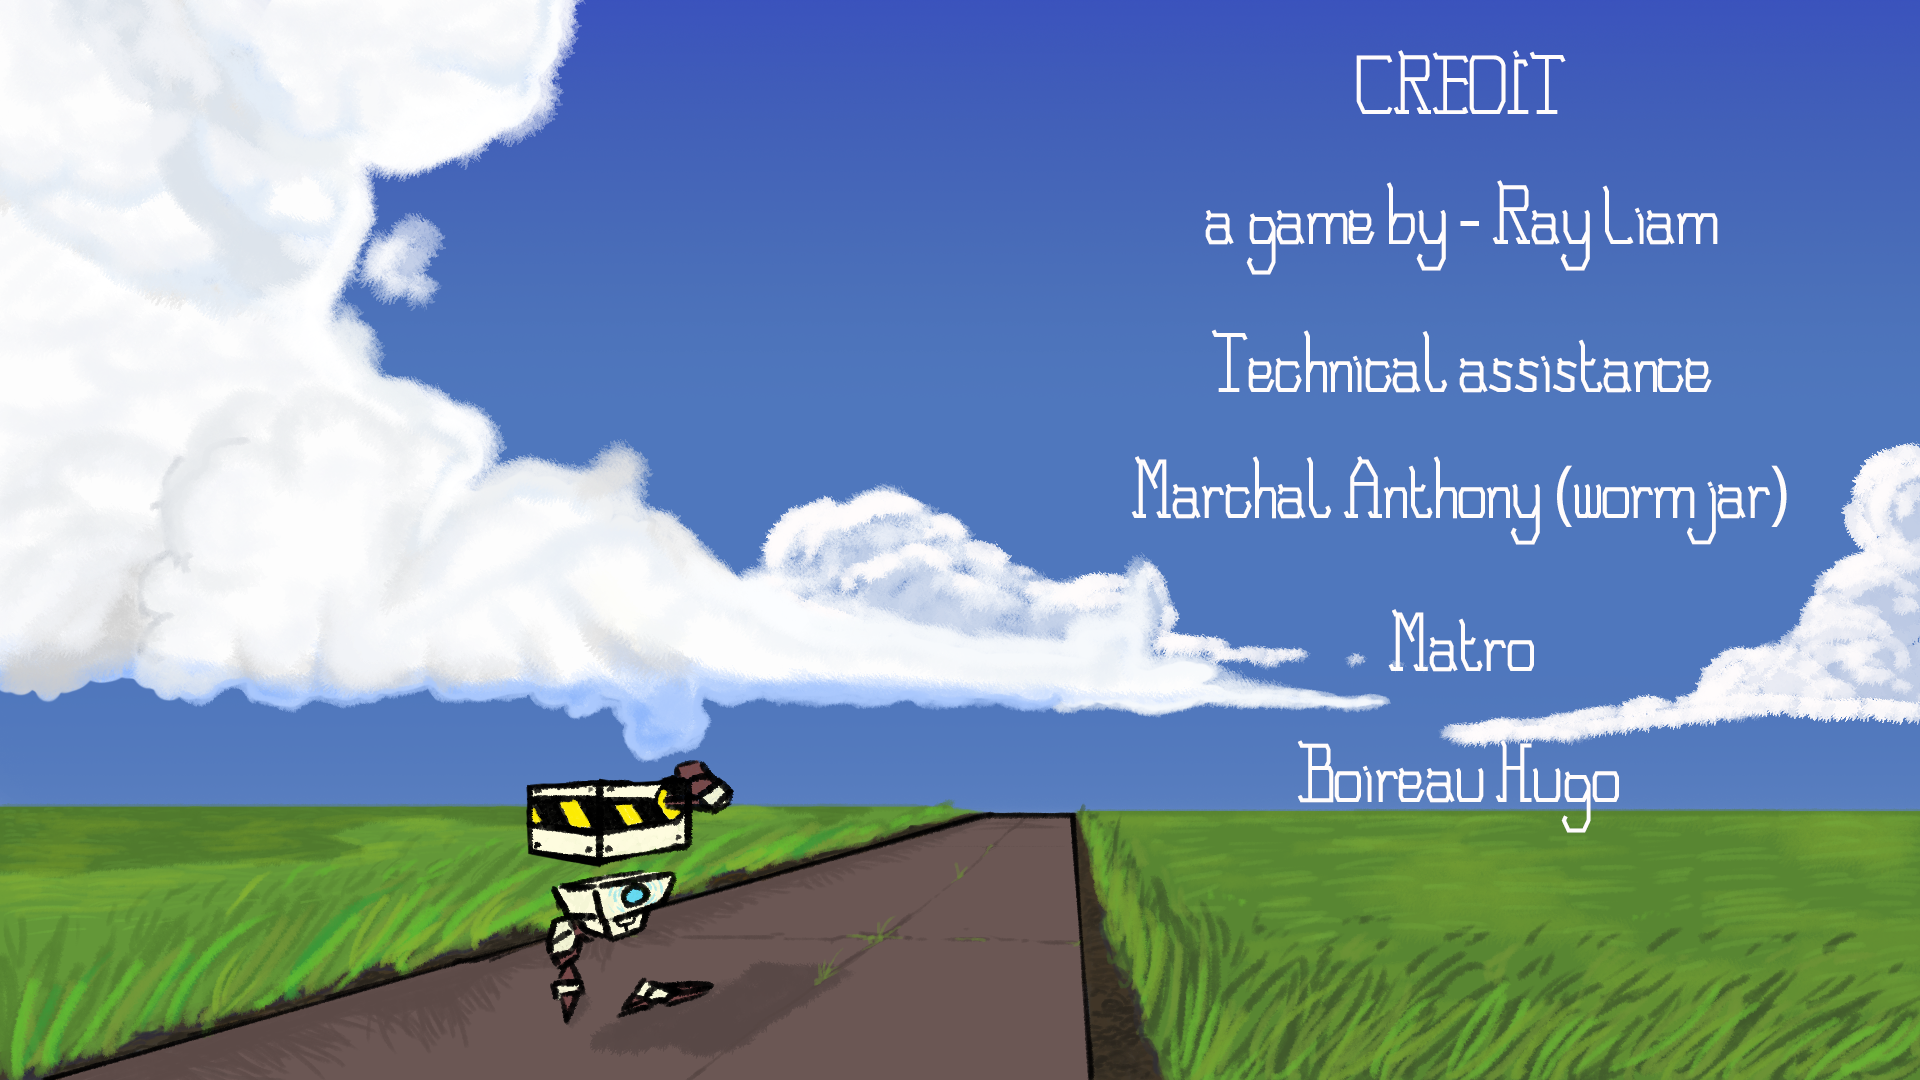 CREDIT
a game by - Ray Liam
Technical assistance
Marchal Anthony (worm jar)
Matro
Boireau Hugo